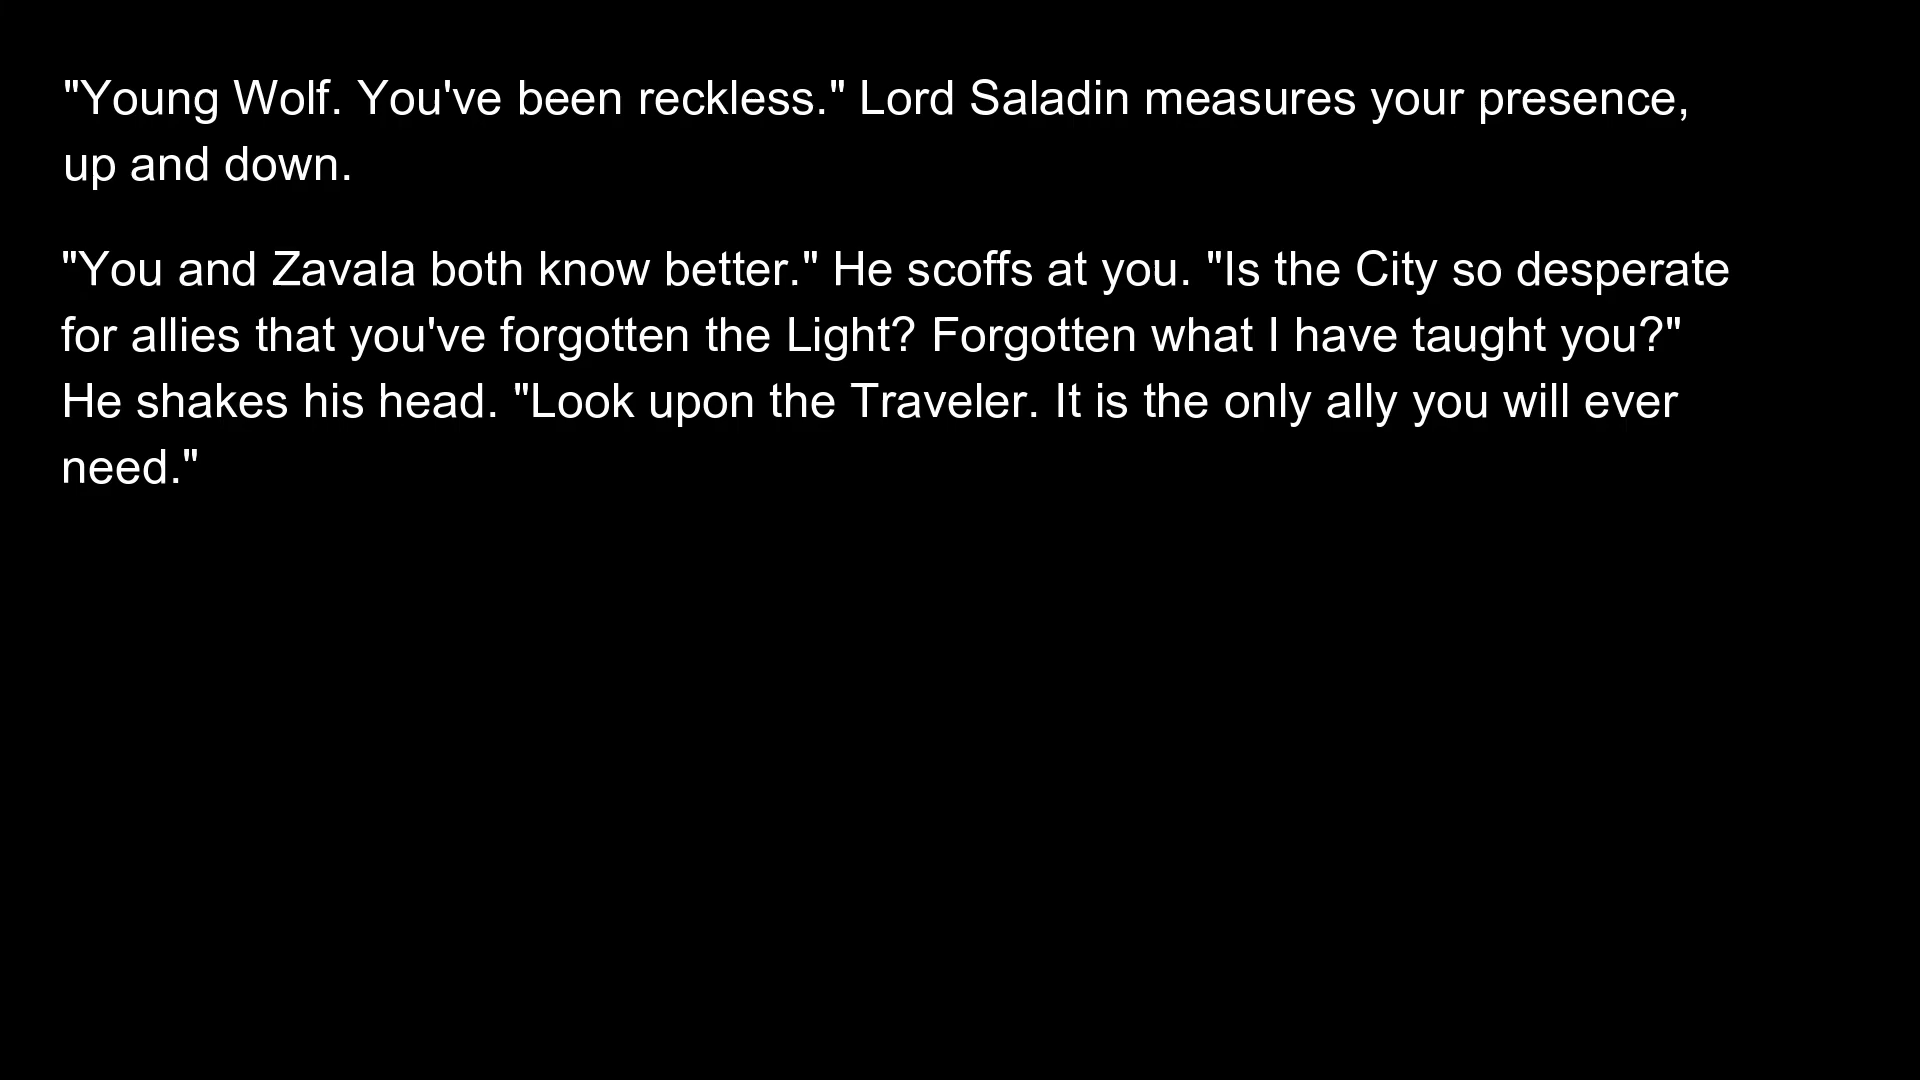 "Young Wolf. You've been reckless." Lord Saladin measures your presence,
up and down.
"You and Zavala both know better." He scoffs at you. "Is the City so desperate
for allies that you've forgotten the Light? Forgotten what I have taught you?"
He shakes his head. "Look upon the Traveler. It is the only ally you will ever
need."